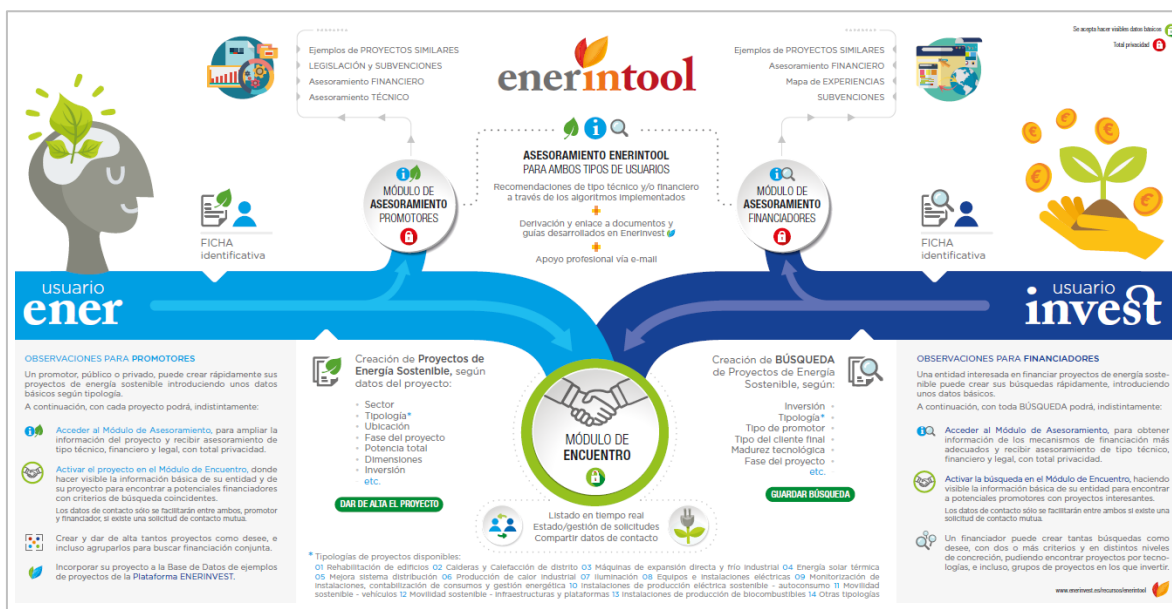 Se acepta hacer visibles datos básicos
Total privacidad
Ejemplos de PROYECTOS SIMILARES
LEGISLACIÓN y SUBVENCIONES
Asesoramiento FINANCIERO
Asesoramiento TÉCNICO
enerintool
Ejemplos de PROYECTOS SIMILARES
Asesoramiento FINANCIERO
Mapa de EXPERIENCIAS
SUBVENCIONES
ASESORAMIENTO ENERINTOOL
PARA AMBOS TIPOS DE USUARIOS
Recomendaciones de tipo técnico y/o financiero
a través de los algoritmos implementados
Derivación y enlace a documentos y
guías desarrollados en Enerinvest
Apoyo profesional vía e-mail
MÓDULO DE
ASESORAMIENTO
PROMOTORES
MÓDULO DE
ASESORAMIENTO
FINANCIADORES
FICHA
identificativa
FICHA
identificativa
usuario
ener
usuario
invest
OBSERVACIONES PARA PROMOTORES
Un promotor, público o privado, puede crear rápidamente sus
proyectos de energía sostenible introduciendo unos datos
básicos según tipología.
A continuación, con cada proyecto podrá, indistintamente:
Acceder al Módulo de Asesoramiento, para ampliar la
información del proyecto y recibir asesoramiento de
tipo técnico, financiero y legal, con total privacidad.
Activar el proyecto en el Módulo de Encuentro, donde
hacer visible la información básica de su entidad y de
su proyecto para encontrar a potenciales financiadores
con criterios de búsqueda coincidentes.
Los datos de contacto sólo se facilitarán entre ambos, promotor
y financiador, si existe una solicitud de contacto mutua.
Crear y dar de alta tantos proyectos como desee, e
incluso agruparlos para buscar financiación conjunta.
Incorporar su proyecto a la Base de Datos de ejemplos
de proyectos de la Plataforma ENERINVEST.
Creación de Proyectos de
Energía Sostenible, según
datos del proyecto:
• Sector
• Tipología*
• Ubicación
• Fase del proyecto
• Potencia total
• Dimensiones
• Inversión
etc.
DAR DE ALTA EL PROYECTO
MÓDULO DE
ENCUENTRO
Listado en tiempo real
Estado/gestión de solicitudes
Compartir datos de contacto
Creación de BÚSQUEDA
de Proyectos de Energía
Sostenible, según:
Inversión •
Tipología* •
Tipo de promotor •
Tipo del cliente final •
Madurez tecnológica •
Fase del proyecto •
etc.
GUARDAR BÚSQUEDA
* Tipologías de proyectos disponibles:
01 Rehabilitación de edificios 02 Calderas y Calefacción de distrito 03 Máquinas de expansión directa y frío industrial 04 Energía solar térmica
05 Mejora sistema distribución 06 Producción de calor industrial 07 Iluminación 08 Equipos e instalaciones eléctricas 09 Monitorización de
instalaciones, contabilización de consumos y gestión energética 10 Instalaciones de producción eléctrica sostenible - autoconsumo 11 Movilidad
sostenible - vehículos 12 Movilidad sostenible - infraestructuras y plataformas 13 Instalaciones de producción de biocombustibles 14 Otras tipologías
OBSERVACIONES PARA FINANCIADORES
Una entidad interesada en financiar proyectos de energía soste-
nible puede crear sus búsquedas rápidamente, introduciendo
unos datos básicos.
A continuación, con toda BÚSQUEDA podrá, indistintamente:
Acceder al Módulo de Asesoramiento, para obtener
información de los mecanismos de financiación más
adecuados y recibir asesoramiento de tipo técnico,
financiero y legal, con total privacidad.
Activar la búsqueda en el Módulo de Encuentro, haciendo
visible la información básica de su entidad para encontrar
a potenciales promotores con proyectos interesantes.
Los datos de contacto sólo se facilitarán entre ambos si existe una
solicitud de contacto mutua.
Un financiador puede crear tantas búsquedas como
desee, con dos o más criterios y en distintos niveles
de concreción, pudiendo encontrar proyectos por tecno-
logías, e incluso, grupos de proyectos en los que invertir.
www.enerinvest.es/recursos/enerintool